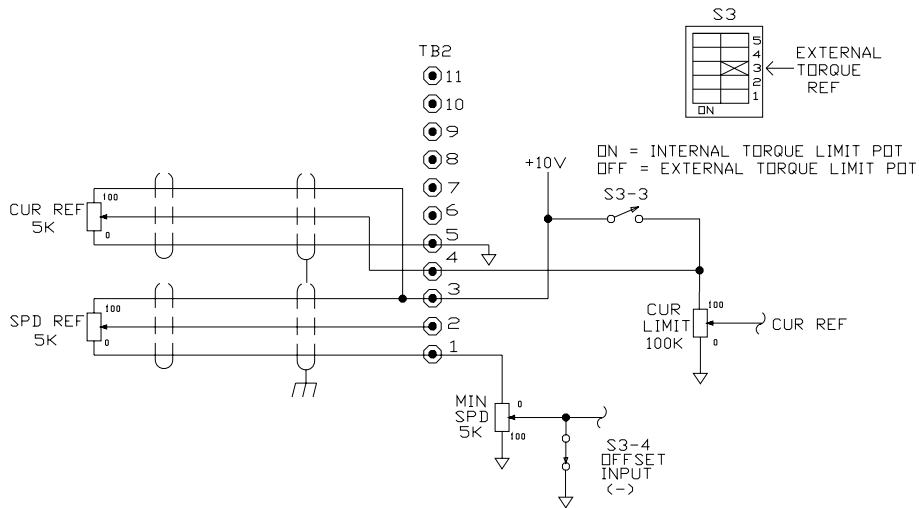 S3
5
4
3
2
1
ON
EXTERNAL
TORQUE
REF
TB2
11
10
9
8
7
6
5
4
3
2
1
ON = INTERNAL TORQUE LIMIT POT
OFF = EXTERNAL TORQUE LIMIT POT
+10V
S3-3
CUR REF
5K
100
0
SPD REF
5K
100
0
CUR
LIMIT
100K
100
0
CUR REF
MIN
SPD
5K
0
100
S3-4
OFFSET
INPUT
(-)